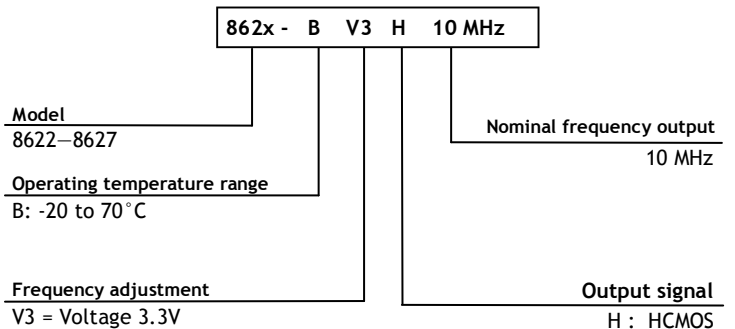 862x - B V3 H 10 MHz
Model
8622—8627
Nominal frequency output
10 MHz
Operating temperature range
B: -20 to 70°C
Frequency adjustment
V3 = Voltage 3.3V
Output signal
H : HCMOS